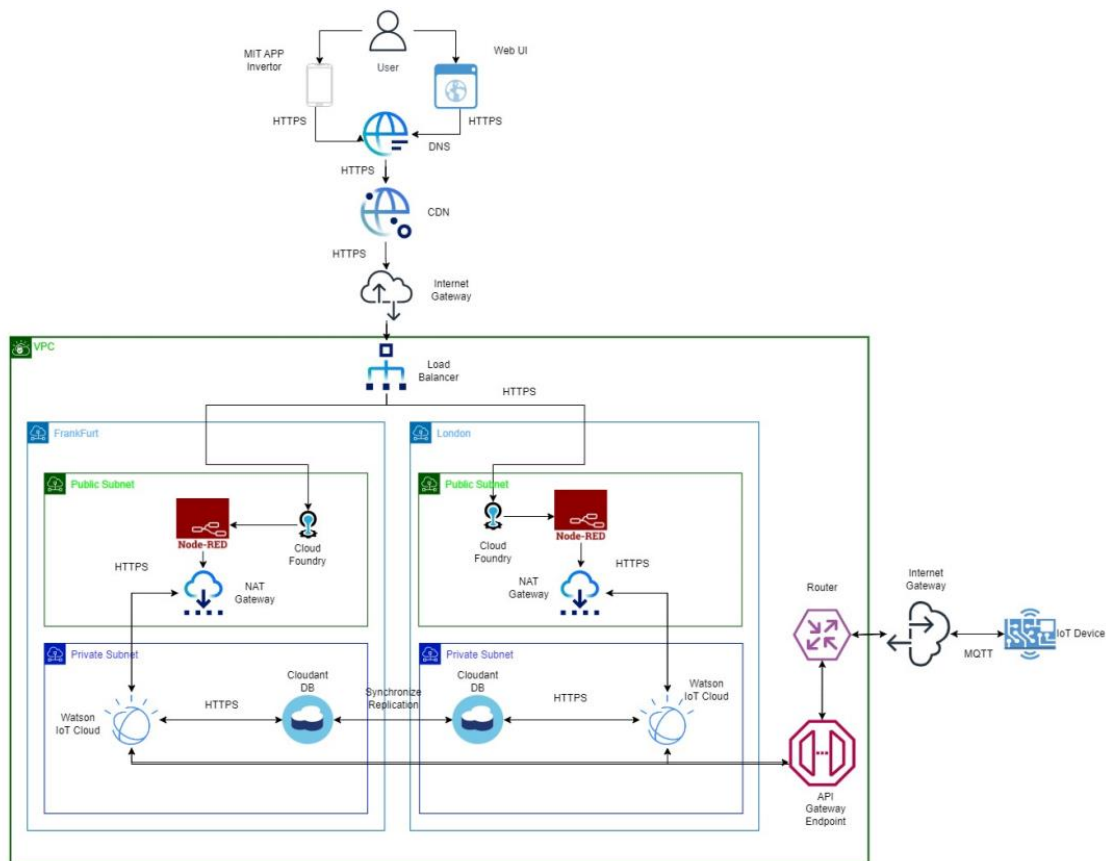 MIT APP
Invertor
User
Web UI
HTTPS
HTTPS
DNS
HTTPS
CDN
HTTPS
Internet
Gateway
VPC
Load
Balancer
HTTPS
FrankFurt
London
Public Subnet
Public Subnet
Node-RED
Cloud
Foundry
Cloud
Foundry
Node-RED
HTTPS
NAT
Gateway
NAT
Gateway
HTTPS
Router
Internet
Gateway
MQTT
IoT Device
Private Subnet
Private Subnet
Watson
IoT Cloud
HTTPS
Cloudant
DB
Synchronize
Replication
Cloudant
DB
HTTPS
Watson
IoT Cloud
API
Gateway
Endpoint